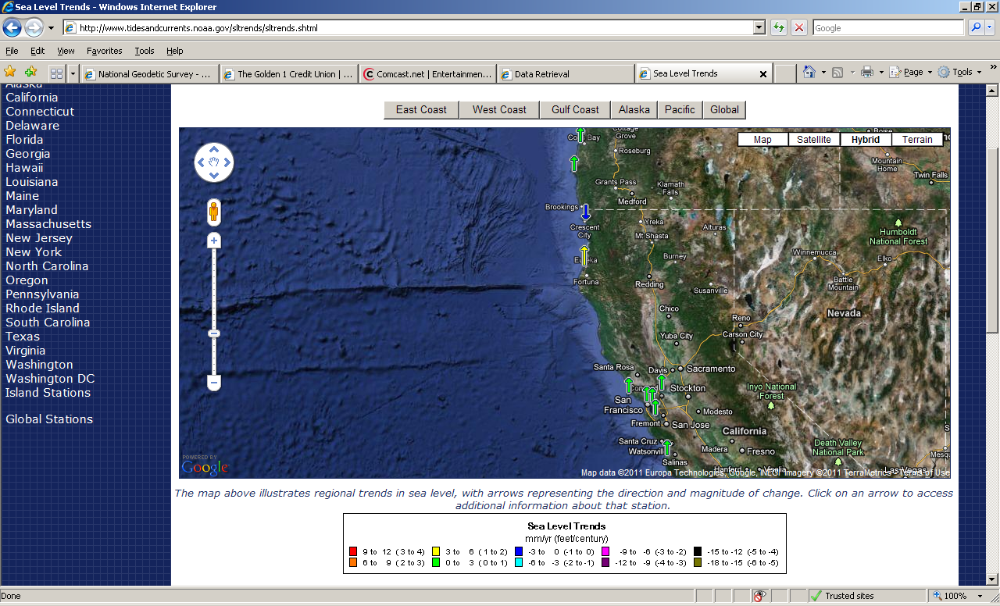 Sea Level Trends - Windows Internet Explorer
http://www.tidesandcurrents.noaa.gov/sltrends/sltrends.shtml
Google
File Edit View Favorites Tools Help
National Geodetic Survey - ... The Golden 1 Credit Union | ... Comcast.net | Entertainmen... Data Retrieval Sea Level Trends Page Tools
Alaska
California
Connecticut
Delaware
Florida
Georgia
Hawaii
Louisiana
Maine
Maryland
Massachusetts
New Jersey
New York
North Carolina
Oregon
Pennsylvania
Rhode Island
South Carolina
Texas
Virginia
Washington
Washington DC
Island Stations
Global Stations
East Coast West Coast Gulf Coast Alaska Pacific Global
Map Satellite Hybrid Terrain
Cottage
Grove
Boise
Bay
Roseburg
Mountain
Home
Twin Falls
Grants Pass
Klamath
Falls
Medford
Brookings
Crescent
City
Yreka
Mt Shasta
Alturas
Humboldt
National Forest
Eureka
Burney
Winnemucca
Elko
Fortuna
Redding
Susanville
Battle
Mountain
Chico
Reno
Nevada
Yuba City
Carson City
Santa Rosa
Davis
Sacramento
Concord
Stockton
Inyo National
Forest
San
Francisco
Modesto
Fremont
San Jose
California
Santa Cruz
Watsonville
Madera
Fresno
Death Valley
National Park
Salinas
Hanford
Visalia
Las Vegas
POWERED BY
Google
Map data ©2011 Europa Technologies, Google, INEGI Imagery ©2011 TerraMetrics - Terms of Use
The map above illustrates regional trends in sea level, with arrows representing the direction and magnitude of change. Click on an arrow to access
additional information about that station.
Sea Level Trends
mm/yr (feet/century)
9 to 12 (3 to 4) 3 to 6 (1 to 2) -3 to 0 (-1 to 0) -9 to -6 (-3 to -2) -15 to -12 (-5 to -4)
6 to 9 (2 to 3) 0 to 3 (0 to 1) -6 to -3 (-2 to -1) -12 to -9 (-4 to -3) -18 to -15 (-6 to -5)
Done Trusted sites 100%